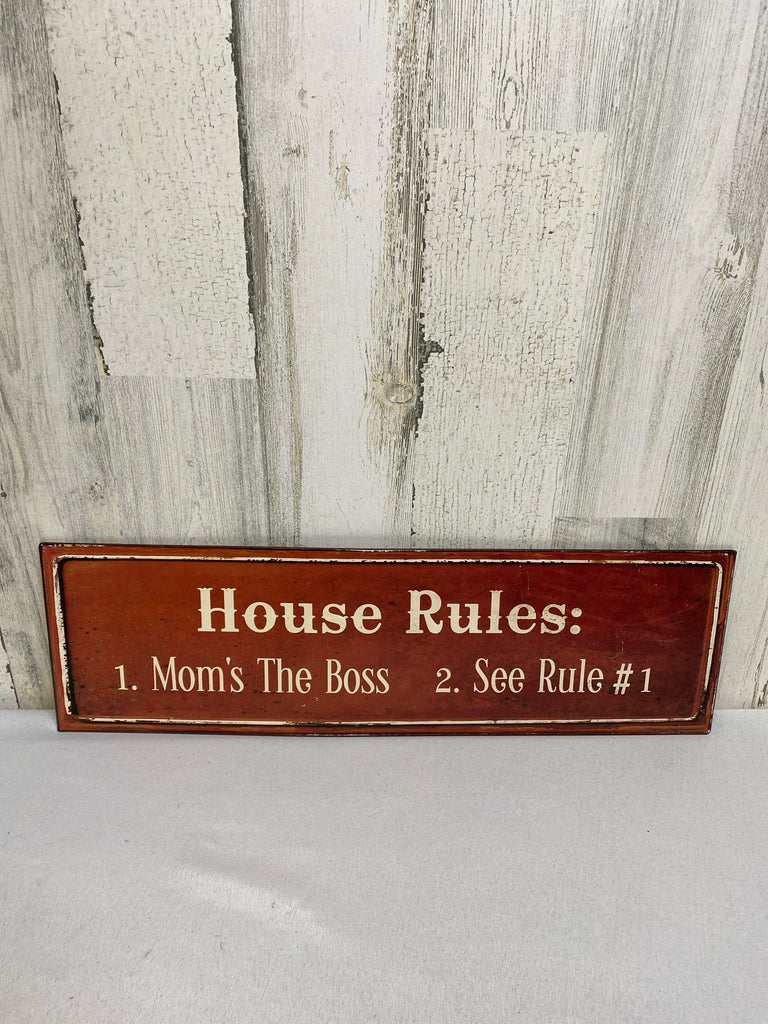 House Rules:
1. Mom's The Boss 2. See Rule #1